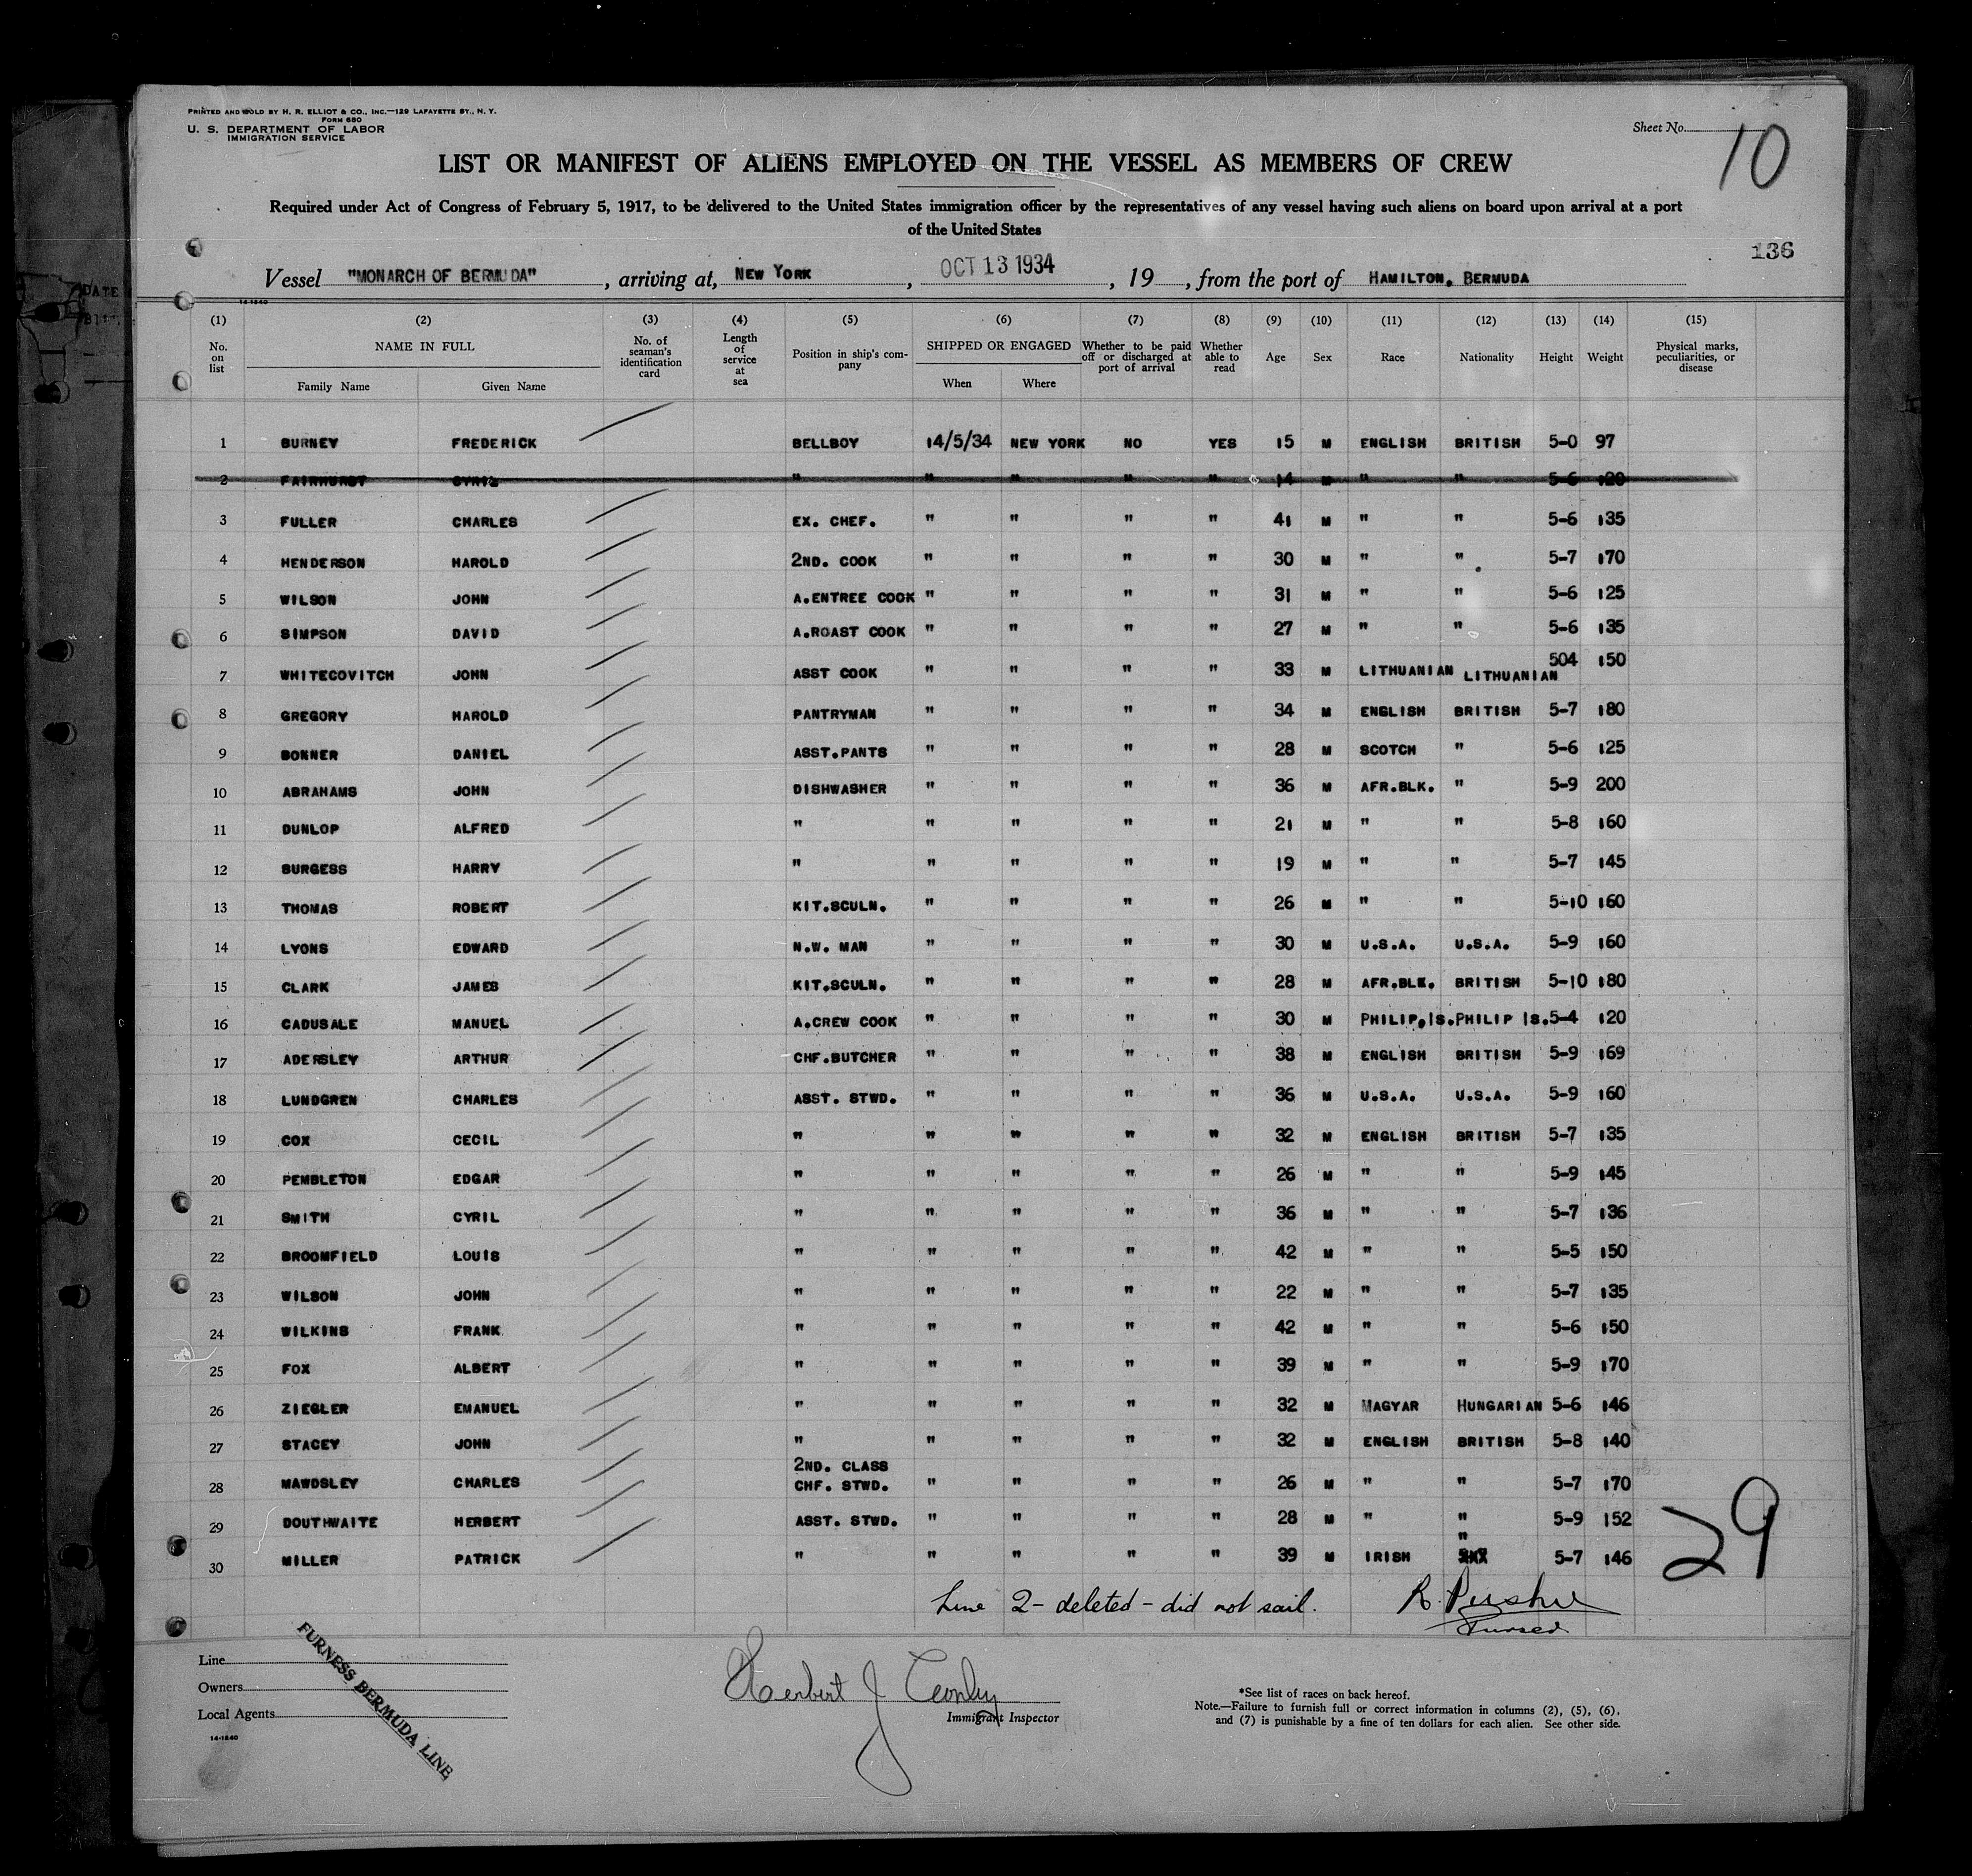 PRINTED AND SOLD BY H. R. ELLIOT & CO., INC.—129 LAFAYETTE ST., N. Y.
FORM 680
U. S. DEPARTMENT OF LABOR
IMMIGRATION SERVICE
Sheet No. 10
LIST OR MANIFEST OF ALIENS EMPLOYED ON THE VESSEL AS MEMBERS OF CREW
Required under Act of Congress of February 5, 1917, to be delivered to the United States immigration officer by the representatives of any vessel having such aliens on board upon arrival at a port
of the United States
136
Vessel "MONARCH OF BERMUDA", arriving at, NEW YORK, OCT 13 1934, 19, from the port of HAMILTON, BERMUDA
14-1240
(1) (2) (3) (4) (5) (6) (7) (8) (9) (10) (11) (12) (13) (14) (15)
No. on list NAME IN FULL Family Name Given Name No. of seaman's identification card Length of service at sea Position in ship's company SHIPPED OR ENGAGED When Where Whether to be paid off or discharged at port of arrival Whether able to read Age Sex Race Nationality Height Weight Physical marks, peculiarities, or disease
1 BURNEY FREDERICK BELLBOY 14/5/34 NEW YORK NO YES 15 M ENGLISH BRITISH 5-0 97
2 FAIRHURST CYRIL " " " " " 14 M " " 5-6 120
3 FULLER CHARLES EX. CHEF. " " " " 41 M " " 5-6 135
4 HENDERSON HAROLD 2ND. COOK " " " " 30 M " " 5-7 170
5 WILSON JOHN A.ENTREE COOK " " " " 31 M " " 5-6 125
6 SIMPSON DAVID A.ROAST COOK " " " " 27 M " " 5-6 135
7 WHITECOVITCH JOHN ASST COOK " " " " 33 M LITHUANIAN LITHUANIAN 504 150
8 GREGORY HAROLD PANTRYMAN " " " " 34 M ENGLISH BRITISH 5-7 180
9 BONNER DANIEL ASST.PANTS " " " " 28 M SCOTCH " 5-6 125
10 ABRAHAMS JOHN DISHWASHER " " " " 36 M AFR.BLK. " 5-9 200
11 DUNLOP ALFRED " " " " " 21 M " " 5-8 160
12 BURGESS HARRY " " " " " 19 M " " 5-7 145
13 THOMAS ROBERT KIT.SCULN. " " " " 26 M " " 5-10 160
14 LYONS EDWARD N.W. MAN " " " " 30 M U.S.A. U.S.A. 5-9 160
15 CLARK JAMES KIT.SCULN. " " " " 28 M AFR.BLK. BRITISH 5-10 180
16 CADUSALE MANUEL A.CREW COOK " " " " 30 M PHILIP.IS. PHILIP IS. 5-4 120
17 ADERSLEY ARTHUR CHF.BUTCHER " " " " 38 M ENGLISH BRITISH 5-9 169
18 LUNDGREN CHARLES ASST. STWD. " " " " 36 M U.S.A. U.S.A. 5-9 160
19 COX CECIL " " " " " 32 M ENGLISH BRITISH 5-7 135
20 PEMBLETON EDGAR " " " " " 26 M " " 5-9 145
21 SMITH CYRIL " " " " " 36 M " " 5-7 136
22 BROOMFIELD LOUIS " " " " " 42 M " " 5-5 150
23 WILSON JOHN " " " " " 22 M " " 5-7 135
24 WILKINS FRANK " " " " " 42 M " " 5-6 150
25 FOX ALBERT " " " " " 39 M " " 5-9 170
26 ZIEGLER EMANUEL " " " " " 32 M MAGYAR HUNGARIAN 5-6 146
27 STACEY JOHN " " " " " 32 M ENGLISH BRITISH 5-8 140
28 MAWDSLEY CHARLES 2ND. CLASS CHF. STWD. " " " " 26 M " " 5-7 170
29 DOUTHWAITE HERBERT ASST. STWD. " " " " 28 M " " 5-9 152
30 MILLER PATRICK " " " " " 39 M IRISH " 5-7 146
29
Line 2 - deleted - did not sail.
Purser
Line
Owners
Local Agents
FURNESS BERMUDA LINE
14-1240
Herbert J
Immigrant Inspector
*See list of races on back hereof.
Note.—Failure to furnish full or correct information in columns (2), (5), (6),
and (7) is punishable by a fine of ten dollars for each alien. See other side.